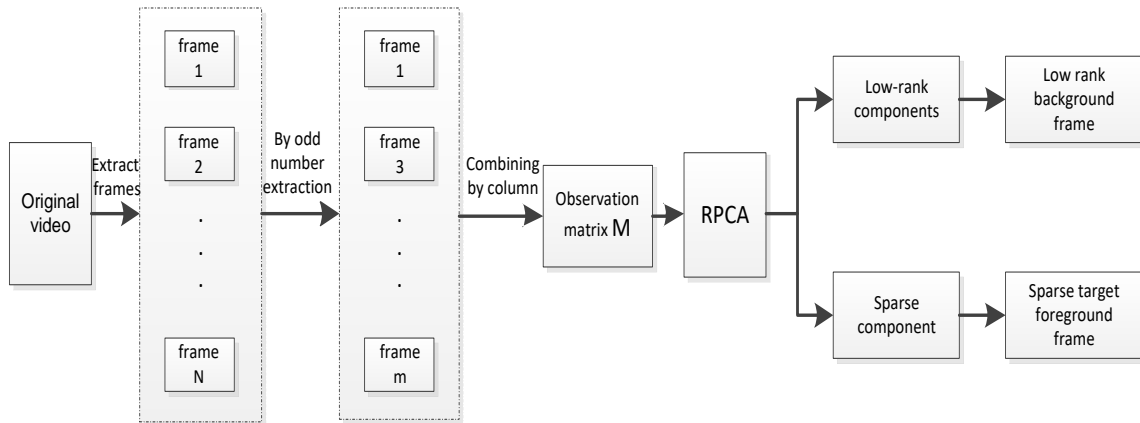 Original
video
Extract
frames
frame
1
frame
2
.
.
.
frame
N
By odd
number
extraction
frame
1
frame
3
.
.
.
frame
m
Combining
by column
Observation
matrix M
RPCA
Low-rank
components
Low rank
background
frame
Sparse
component
Sparse target
foreground
frame